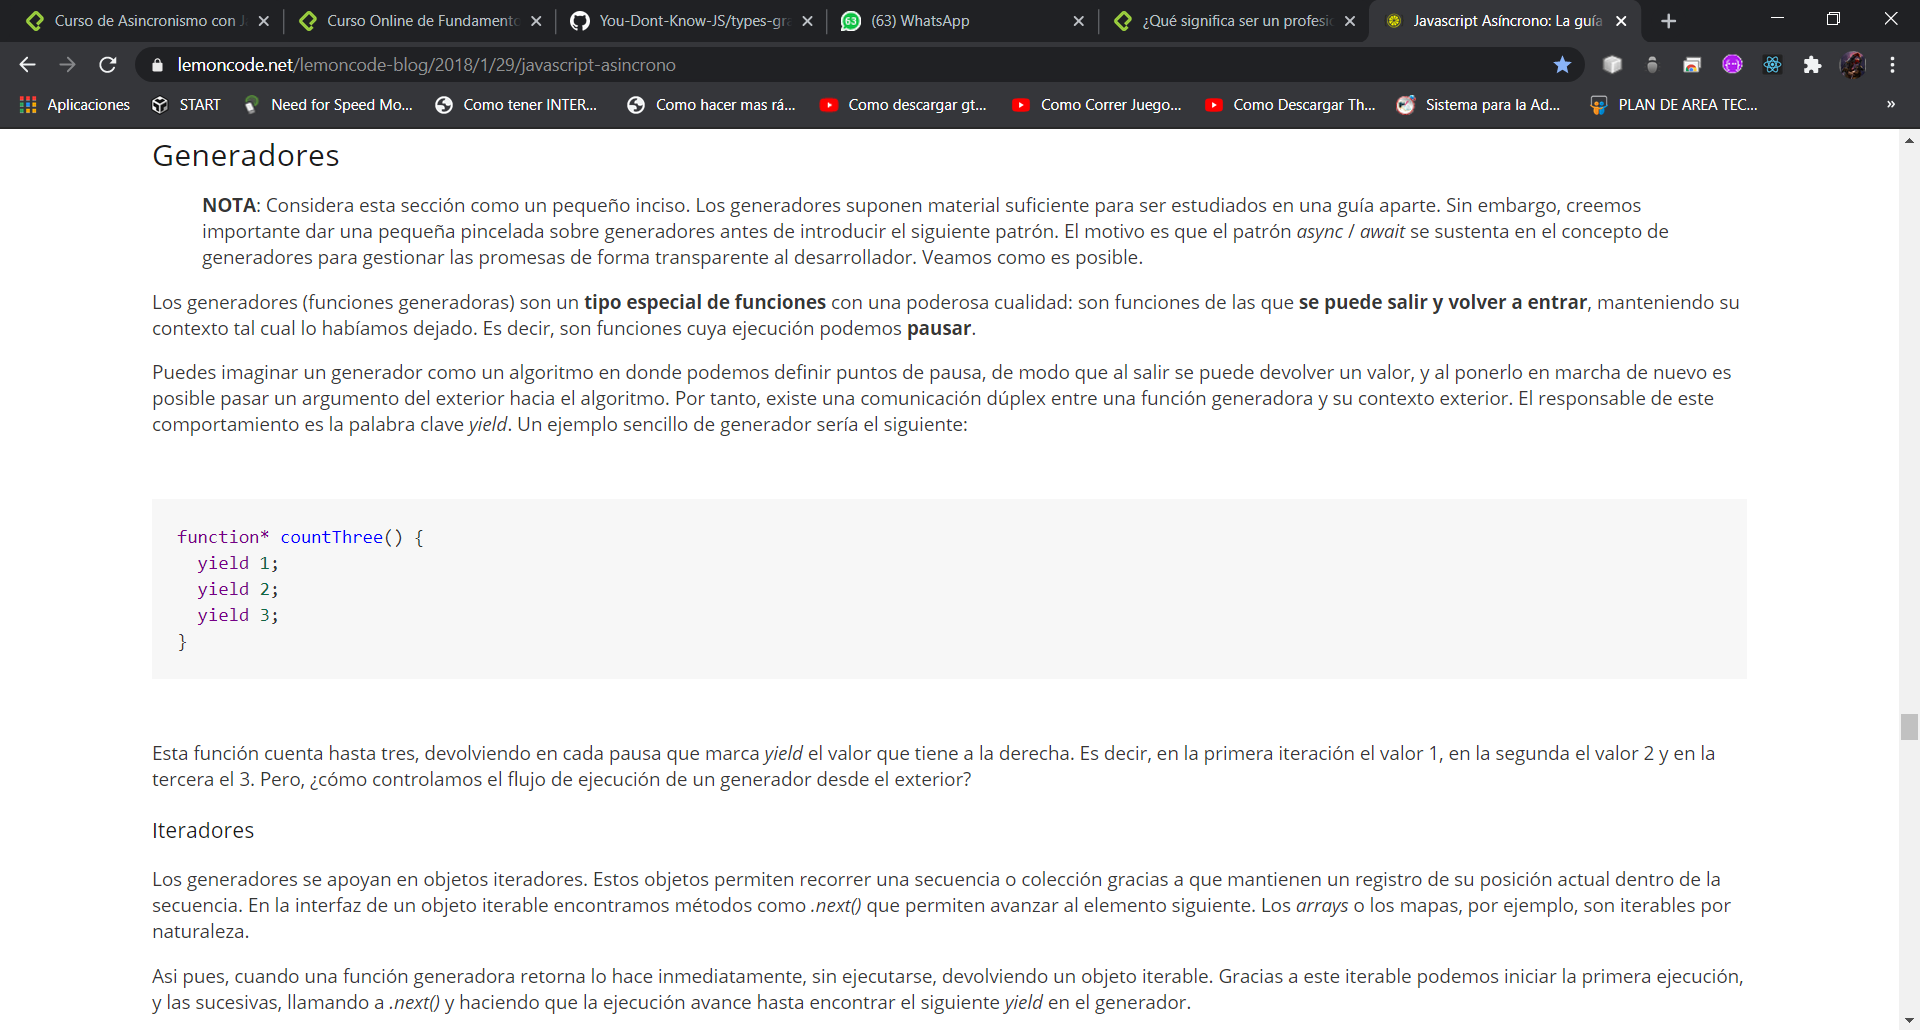 Curso de Asincronismo con J
Curso Online de Fundamento
You-Dont-Know-JS/types-gra
63
(63) WhatsApp
¿Qué significa ser un profesi
Javascript Asíncrono: La guía
lemoncode.net/lemoncode-blog/2018/1/29/javascript-asincrono
Aplicaciones
START
Need for Speed Mo...
Como tener INTER...
Como hacer mas rá...
Como descargar gt...
Como Correr Juego...
Como Descargar Th...
Sistema para la Ad...
PLAN DE AREA TEC...
»
Generadores
NOTA: Considera esta sección como un pequeño inciso. Los generadores suponen material suficiente para ser estudiados en una guía aparte. Sin embargo, creemos
importante dar una pequeña pincelada sobre generadores antes de introducir el siguiente patrón. El motivo es que el patrón async / await se sustenta en el concepto de
generadores para gestionar las promesas de forma transparente al desarrollador. Veamos como es posible.
Los generadores (funciones generadoras) son un tipo especial de funciones con una poderosa cualidad: son funciones de las que se puede salir y volver a entrar, manteniendo su
contexto tal cual lo habíamos dejado. Es decir, son funciones cuya ejecución podemos pausar.
Puedes imaginar un generador como un algoritmo en donde podemos definir puntos de pausa, de modo que al salir se puede devolver un valor, y al ponerlo en marcha de nuevo es
posible pasar un argumento del exterior hacia el algoritmo. Por tanto, existe una comunicación dúplex entre una función generadora y su contexto exterior. El responsable de este
comportamiento es la palabra clave yield. Un ejemplo sencillo de generador sería el siguiente:
function* countThree() {
  yield 1;
  yield 2;
  yield 3;
}
Esta función cuenta hasta tres, devolviendo en cada pausa que marca yield el valor que tiene a la derecha. Es decir, en la primera iteración el valor 1, en la segunda el valor 2 y en la
tercera el 3. Pero, ¿cómo controlamos el flujo de ejecución de un generador desde el exterior?
Iteradores
Los generadores se apoyan en objetos iteradores. Estos objetos permiten recorrer una secuencia o colección gracias a que mantienen un registro de su posición actual dentro de la
secuencia. En la interfaz de un objeto iterable encontramos métodos como .next() que permiten avanzar al elemento siguiente. Los arrays o los mapas, por ejemplo, son iterables por
naturaleza.
Asi pues, cuando una función generadora retorna lo hace inmediatamente, sin ejecutarse, devolviendo un objeto iterable. Gracias a este iterable podemos iniciar la primera ejecución,
y las sucesivas, llamando a .next() y haciendo que la ejecución avance hasta encontrar el siguiente yield en el generador.